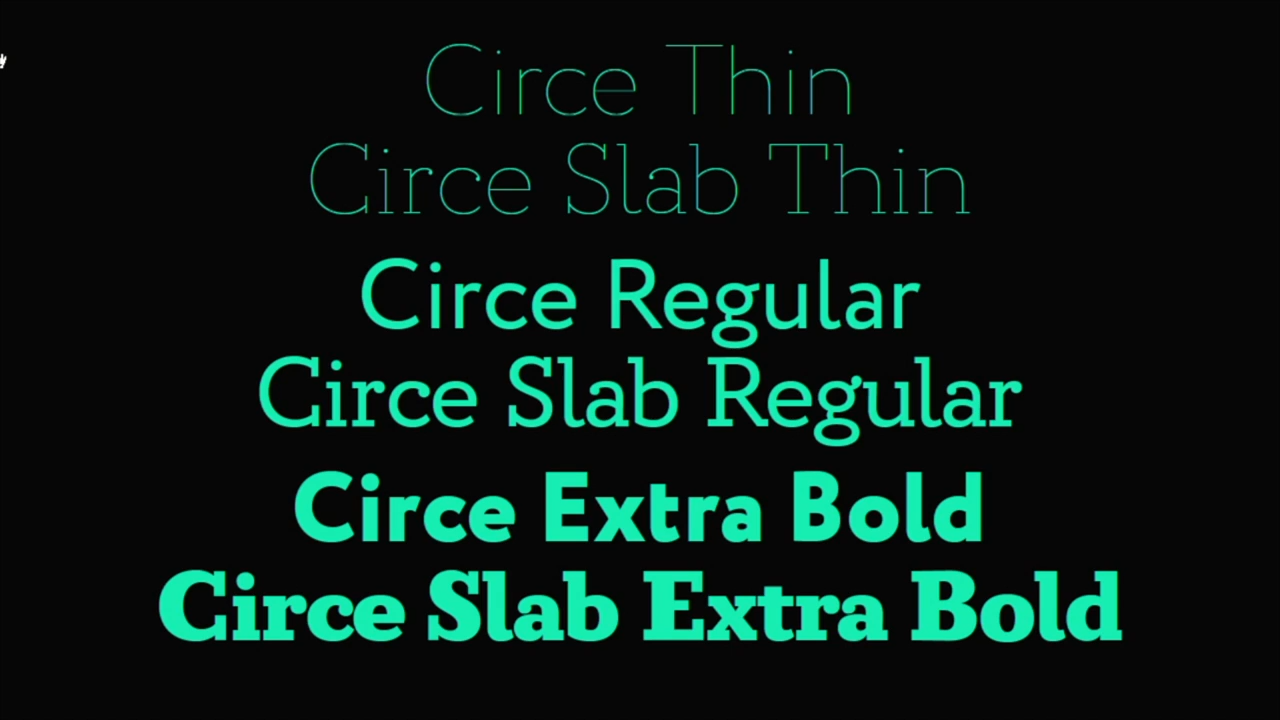 Circe Thin
Circe Slab Thin
Circe Regular
Circe Slab Regular
Circe Extra Bold
Circe Slab Extra Bold